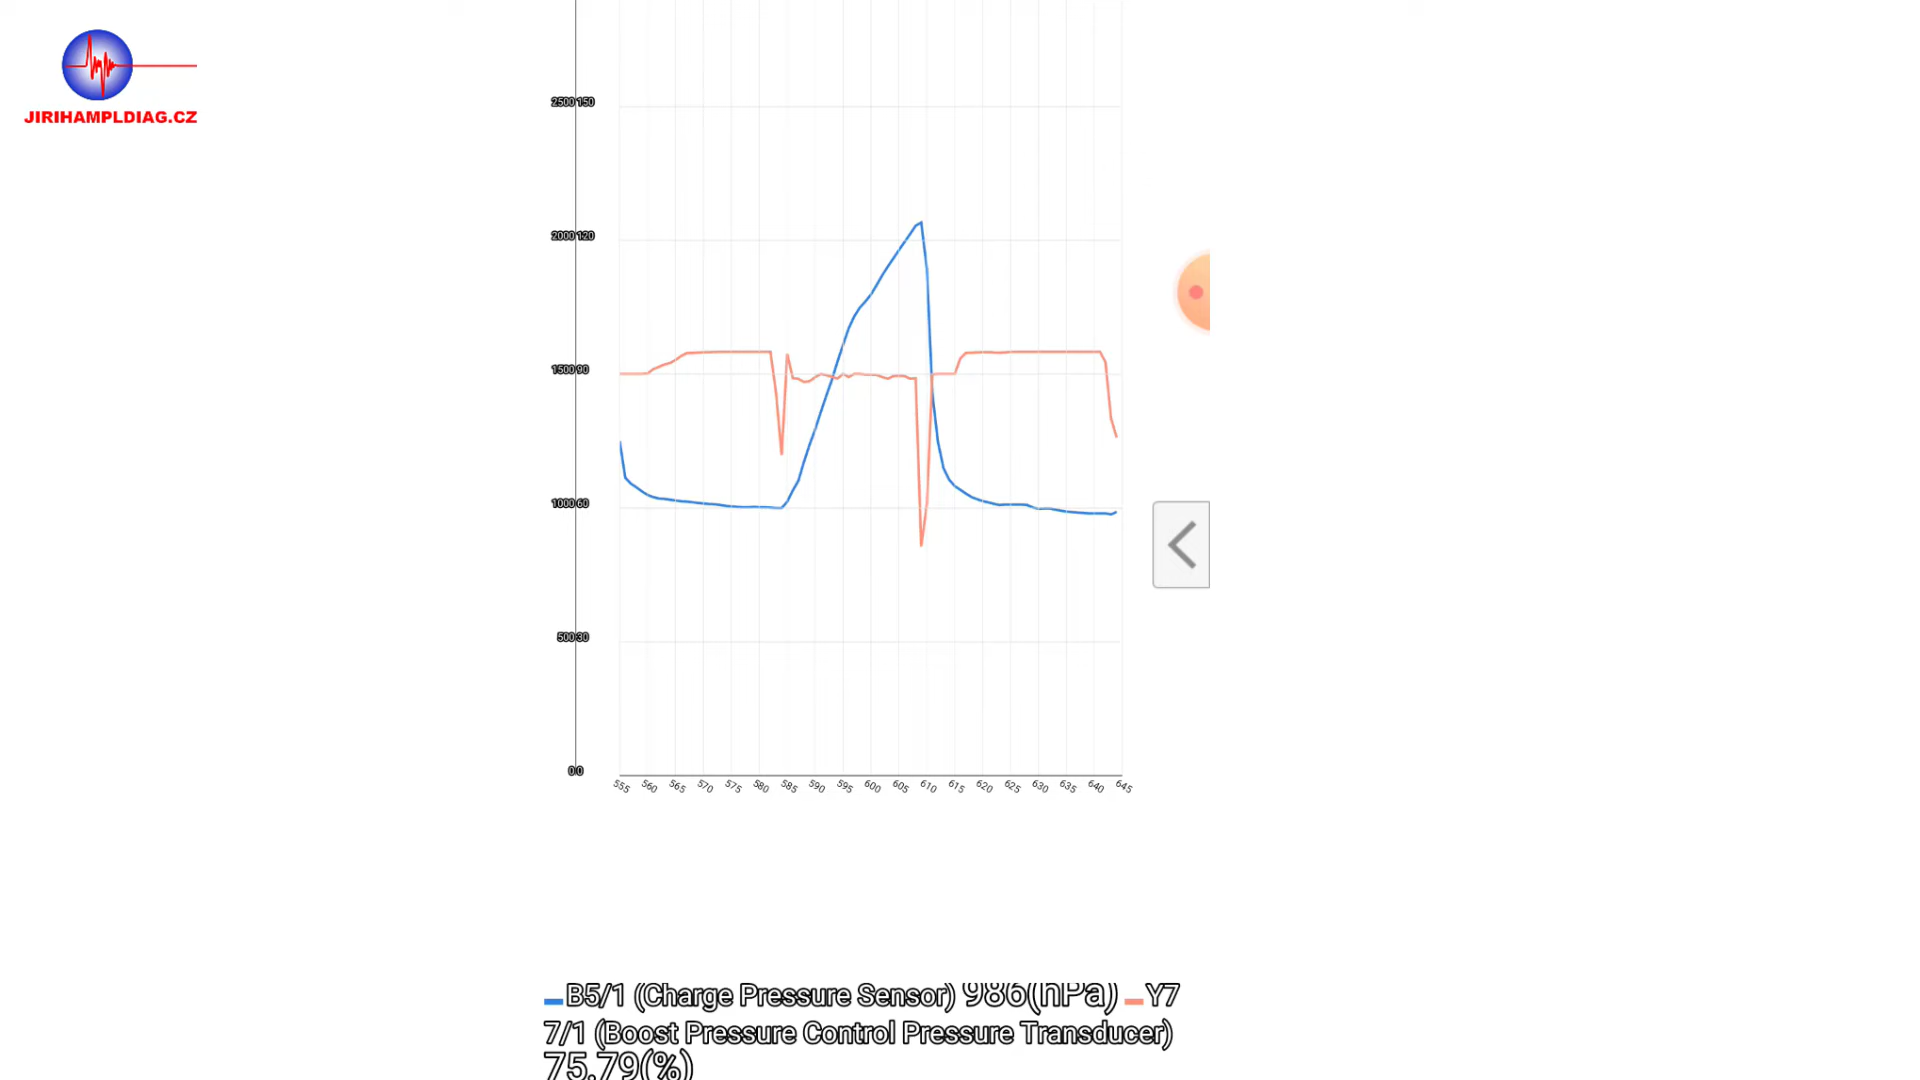 JIRIHAMPLDIAG.CZ
2500 150
2000 120
1500 90
1000 60
500 30
0 0
555 560 565 570 575 580 585 590 595 600 605 610 615 620 625 630 635 640 645
B5/1 (Charge Pressure Sensor) 986(hPa) Y7
7/1 (Boost Pressure Control Pressure Transducer)
75.79(%)